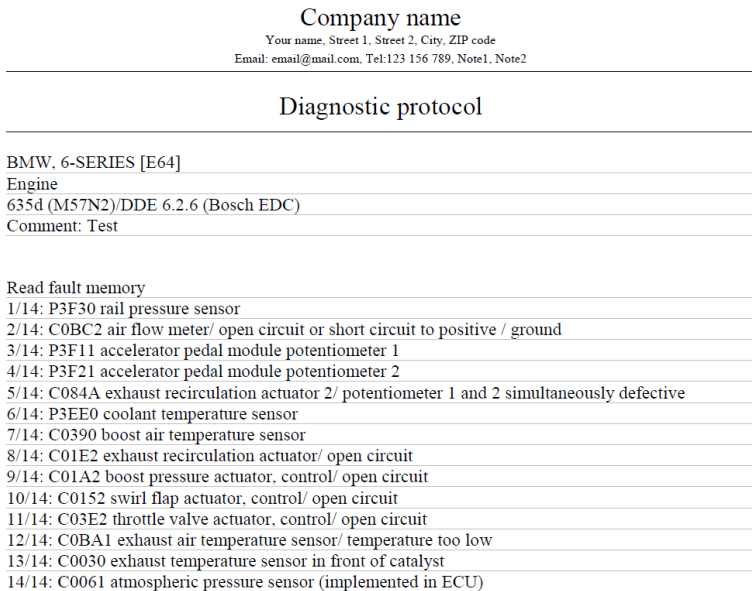 Company name
Your name, Street 1, Street 2, City, ZIP code
Email: email@mail.com, Tel:123 156 789, Note1, Note2
Diagnostic protocol
BMW, 6-SERIES [E64]
Engine
635d (M57N2)/DDE 6.2.6 (Bosch EDC)
Comment: Test
Read fault memory
1/14: P3F30 rail pressure sensor
2/14: C0BC2 air flow meter/ open circuit or short circuit to positive / ground
3/14: P3F11 accelerator pedal module potentiometer 1
4/14: P3F21 accelerator pedal module potentiometer 2
5/14: C084A exhaust recirculation actuator 2/ potentiometer 1 and 2 simultaneously defective
6/14: P3EE0 coolant temperature sensor
7/14: C0390 boost air temperature sensor
8/14: C01E2 exhaust recirculation actuator/ open circuit
9/14: C01A2 boost pressure actuator, control/ open circuit
10/14: C0152 swirl flap actuator, control/ open circuit
11/14: C03E2 throttle valve actuator, control/ open circuit
12/14: C0BA1 exhaust air temperature sensor/ temperature too low
13/14: C0030 exhaust temperature sensor in front of catalyst
14/14: C0061 atmospheric pressure sensor (implemented in ECU)